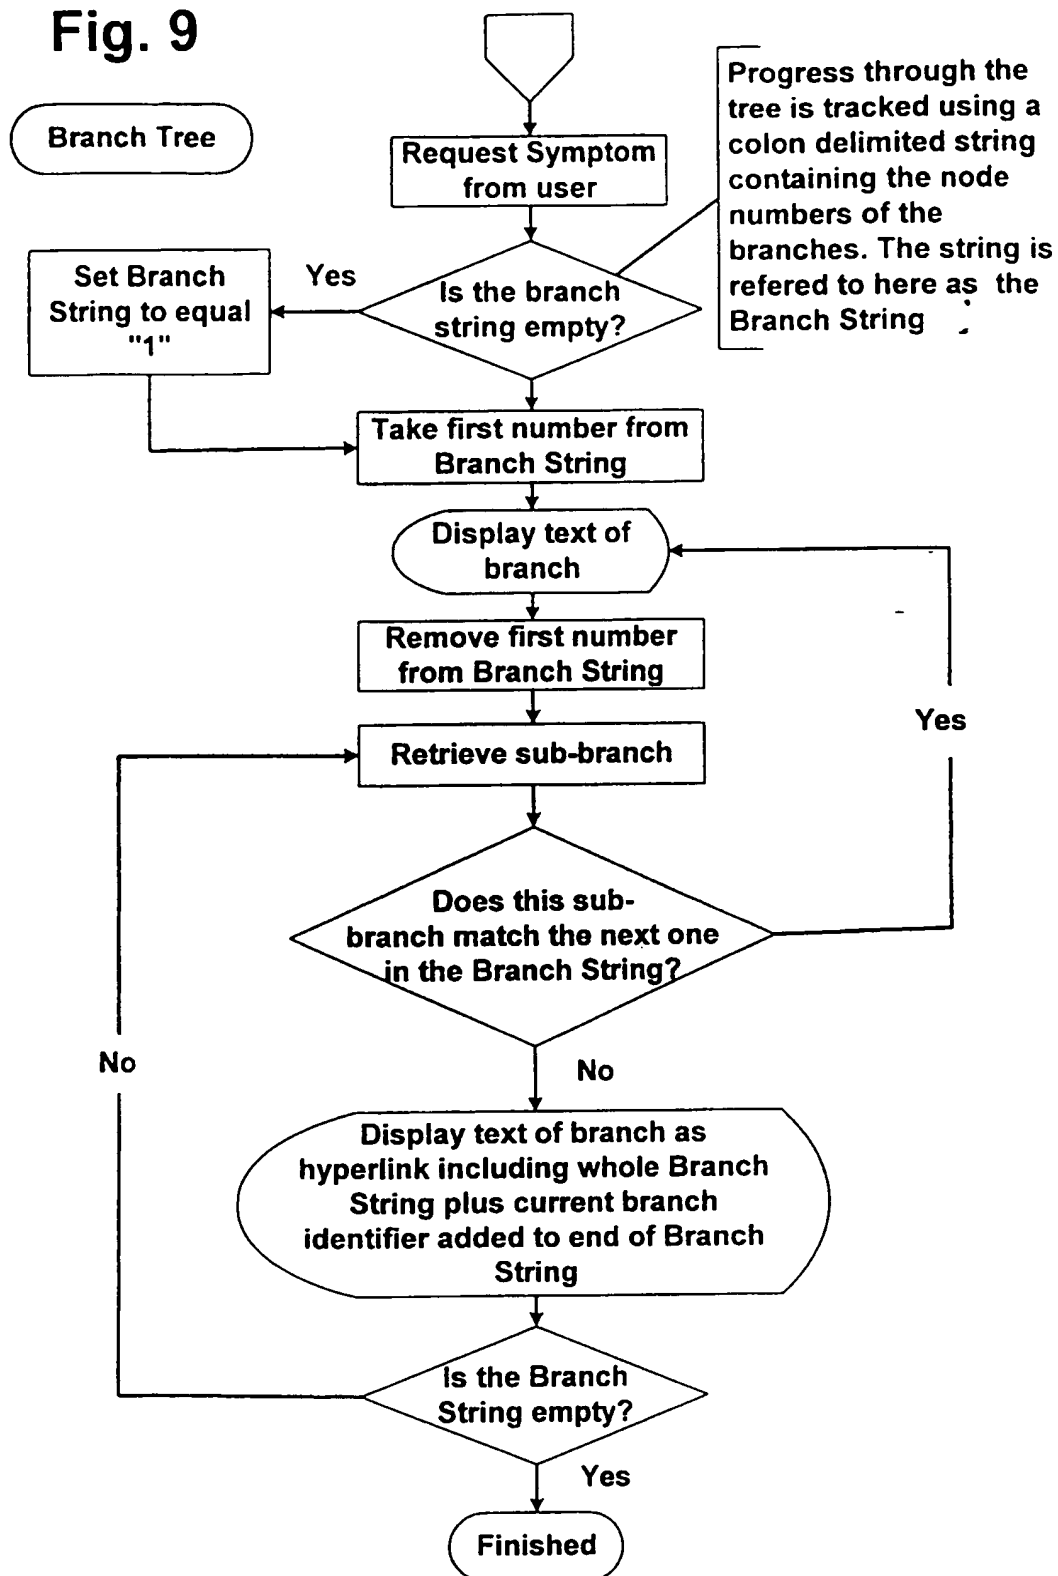 Fig. 9
Branch Tree
Request Symptom
from user
Progress through the
tree is tracked using a
colon delimited string
containing the node
numbers of the
branches. The string is
refered to here as the
Branch String
Is the branch
string empty?
Yes
Set Branch
String to equal
"1"
Take first number from
Branch String
Display text of
branch
Remove first number
from Branch String
Retrieve sub-branch
Yes
Does this sub-
branch match the next one
in the Branch String?
No
No
Display text of branch as
hyperlink including whole Branch
String plus current branch
identifier added to end of Branch
String
Is the Branch
String empty?
Yes
Finished